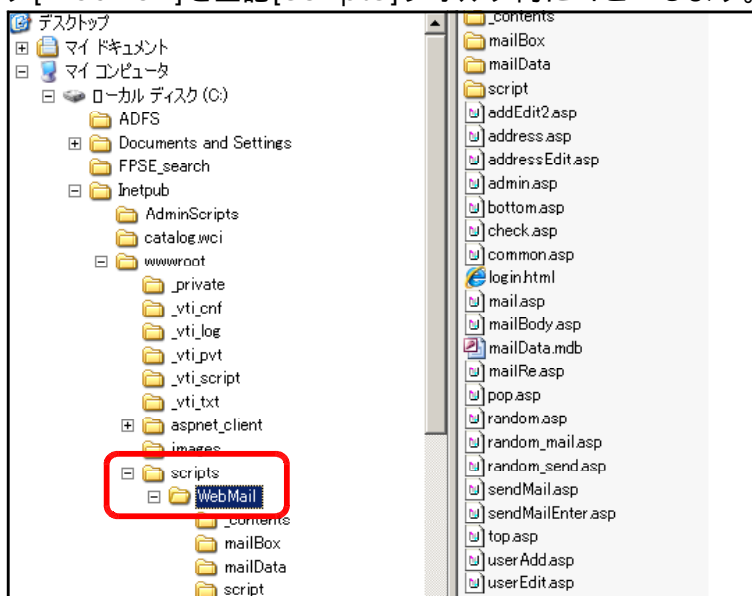 デスクトップ
マイ ドキュメント
マイ コンピュータ
ローカル ディスク (C:)
ADFS
Documents and Settings
FPSE_search
Inetpub
AdminScripts
catalog.wci
wwwroot
_private
_vti_cnf
_vti_log
_vti_pvt
_vti_script
_vti_txt
aspnet_client
images
scripts
WebMail
_contents
mailBox
mailData
script
_contents
mailBox
mailData
script
addEdit2.asp
address.asp
addressEdit.asp
admin.asp
bottom.asp
check.asp
common.asp
login.html
mail.asp
mailBody.asp
mailData.mdb
mailRe.asp
pop.asp
random.asp
random_mail.asp
random_send.asp
sendMail.asp
sendMailEnter.asp
top.asp
userAdd.asp
userEdit.asp